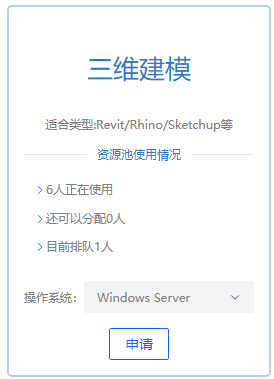 三维建模
适合类型:Revit/Rhino/Sketchup等
资源池使用情况
6人正在使用
还可以分配0人
目前排队1人
操作系统： Windows Server
申请